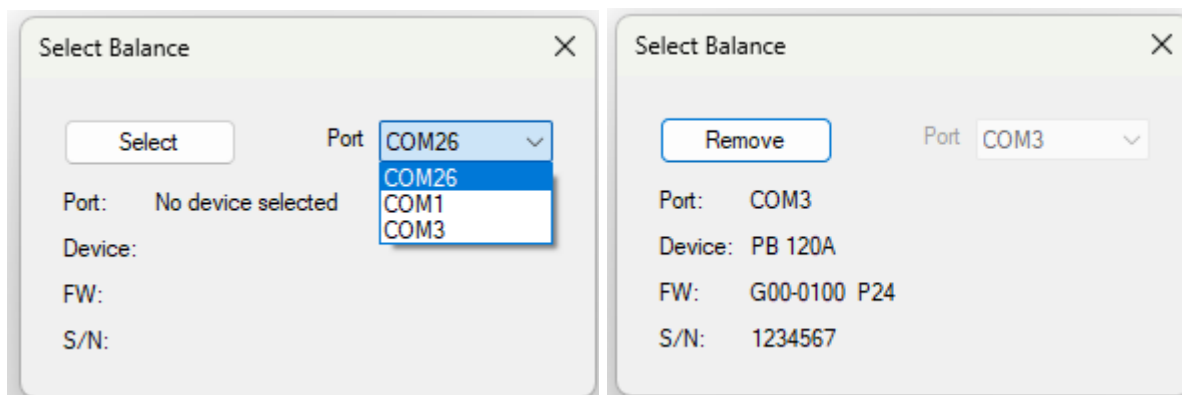 Select Balance
Select Port COM26
COM26
COM1
COM3
Port: No device selected
Device:
FW:
S/N:
Select Balance
Remove Port COM3
Port: COM3
Device: PB 120A
FW: G00-0100 P24
S/N: 1234567